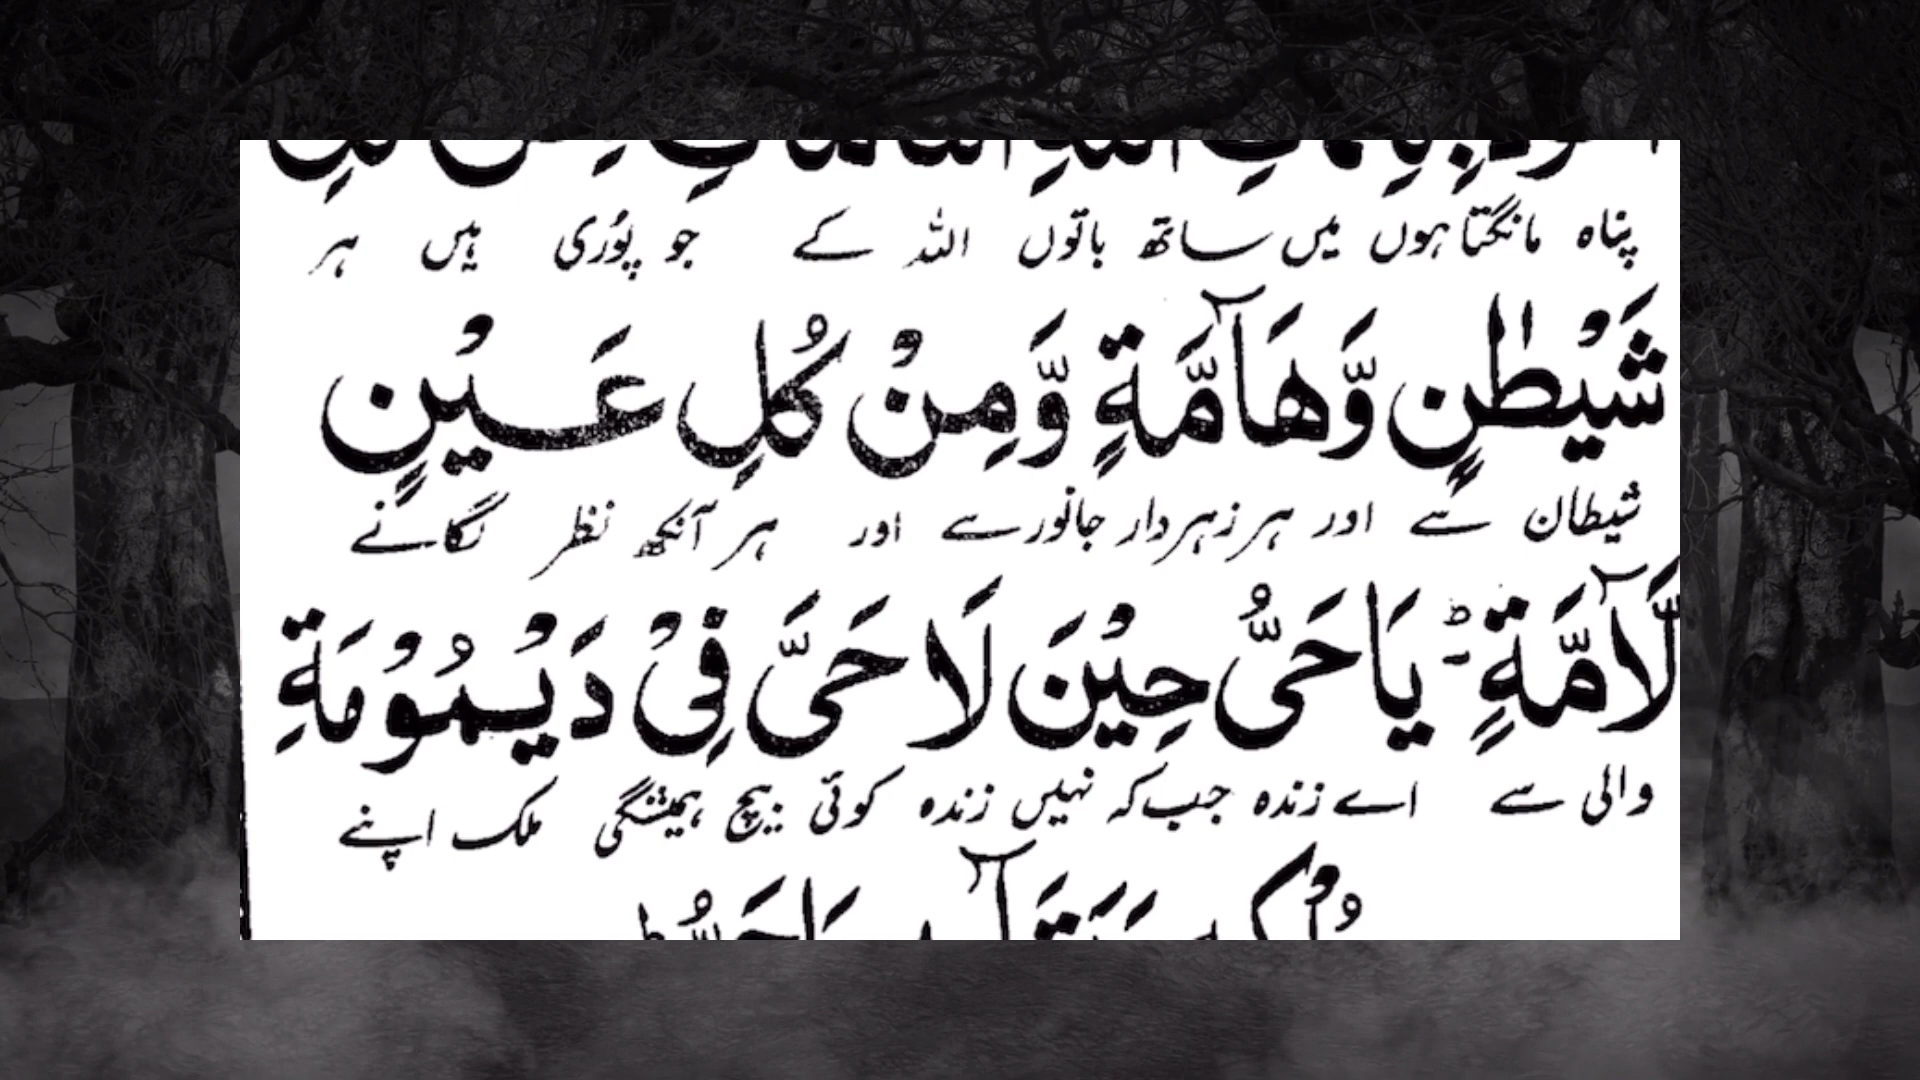 پناہ مانگتا ہوں میں ساتھ باتوں اللہ کے جو پوُری ہیں ہر
شَيْطٰنٍ وَّهَآمَّةٍ وَّمِنْ كُلِّ عَيْنٍ
شیطان سے اور ہر زہردار جانور سے اور ہر آنکھ نظر لگانے
لَّآمَّةٍ ؕ يَا حَيُّ حِيْنَ لَا حَيَّ فِيْ دَيْمُوْمَةِ
والی سے اے زندہ جب کہ نہیں زندہ کوئی بیچ ہمیشگی ملک اپنے